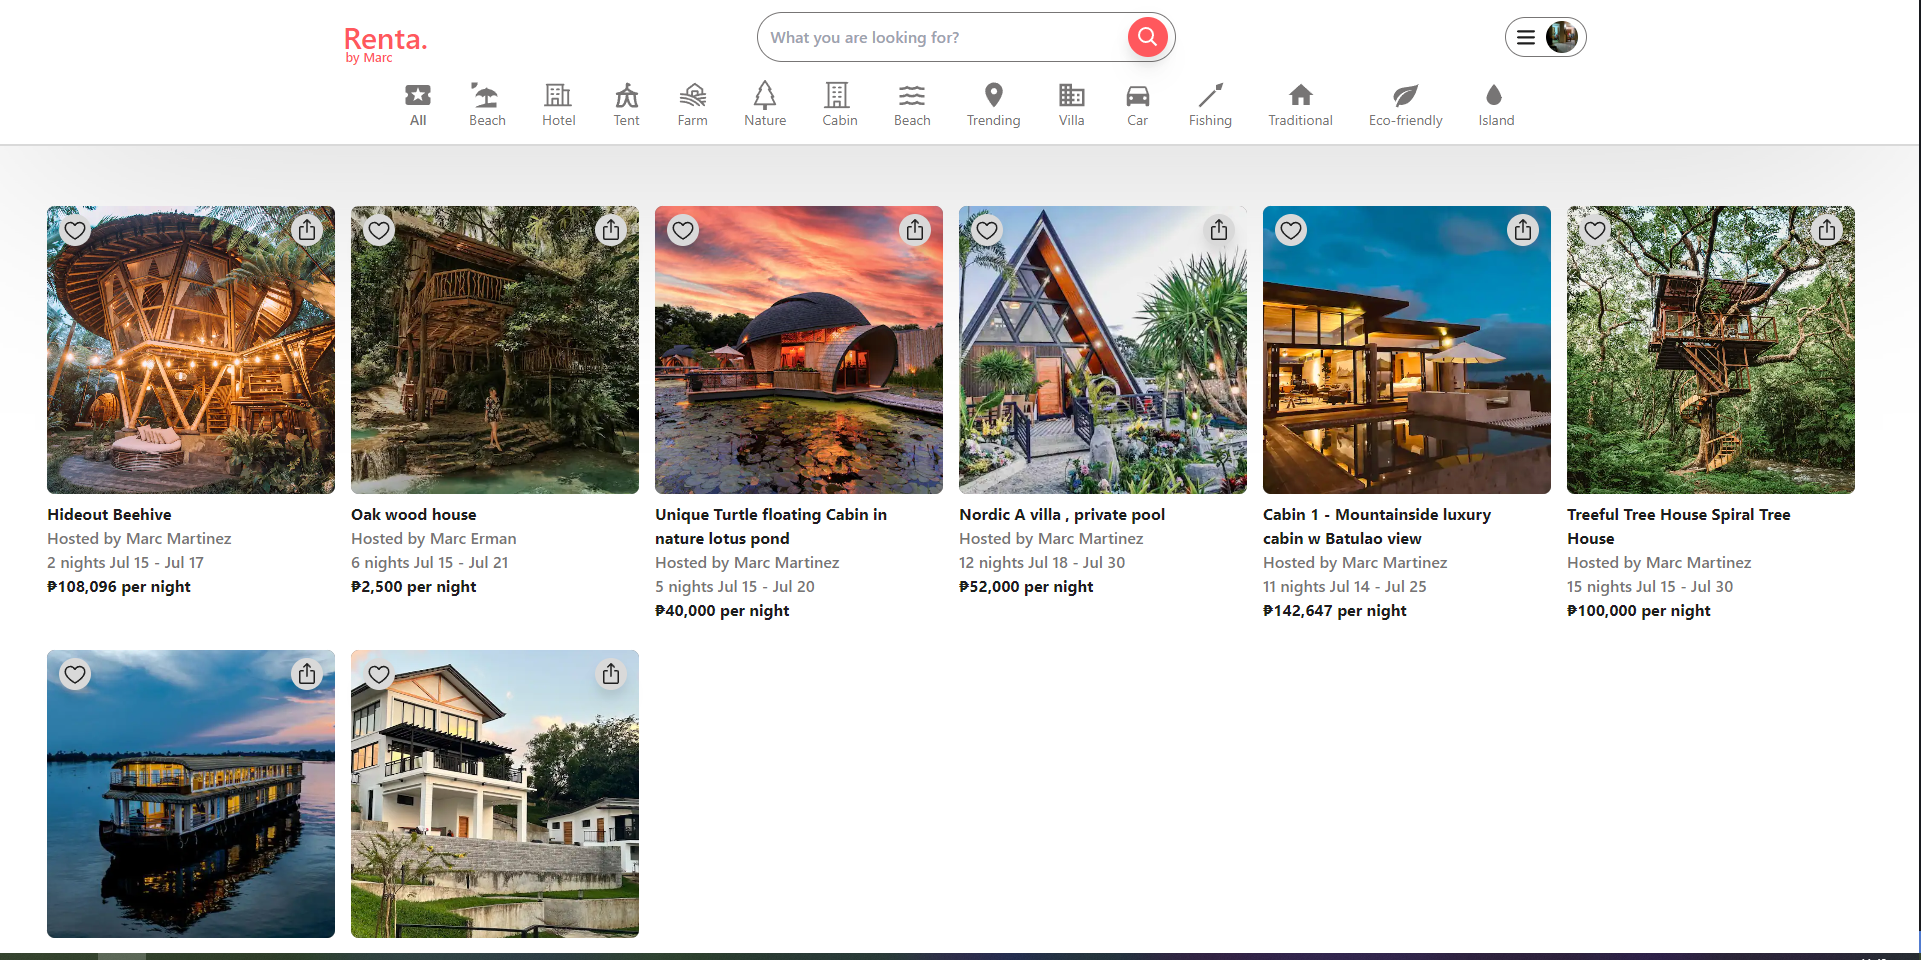 Renta.
by Marc
What you are looking for?
All
Beach
Hotel
Tent
Farm
Nature
Cabin
Beach
Trending
Villa
Car
Fishing
Traditional
Eco-friendly
Island
Hideout Beehive
Hosted by Marc Martinez
2 nights Jul 15 - Jul 17
₱108,096 per night
Oak wood house
Hosted by Marc Erman
6 nights Jul 15 - Jul 21
₱2,500 per night
Unique Turtle floating Cabin in
nature lotus pond
Hosted by Marc Martinez
5 nights Jul 15 - Jul 20
₱40,000 per night
Nordic A villa , private pool
Hosted by Marc Martinez
12 nights Jul 18 - Jul 30
₱52,000 per night
Cabin 1 - Mountainside luxury
cabin w Batulao view
Hosted by Marc Martinez
11 nights Jul 14 - Jul 25
₱142,647 per night
Treeful Tree House Spiral Tree
House
Hosted by Marc Martinez
15 nights Jul 15 - Jul 30
₱100,000 per night